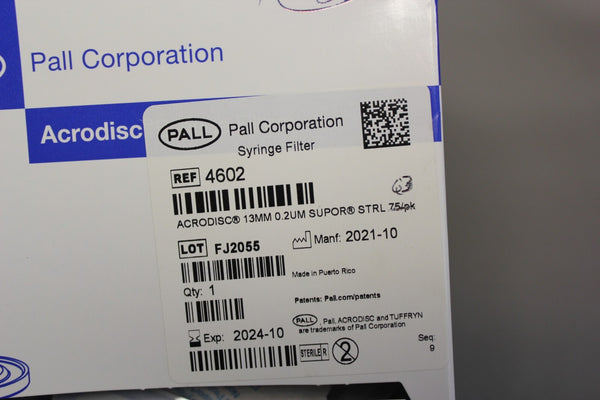 Pall Corporation
Acrodisc
PALL Pall Corporation
Syringe Filter
REF 4602
63
ACRODISC® 13MM 0.2UM SUPOR® STRL 75/pk
LOT FJ2055
Manf: 2021-10
Made in Puerto Rico
Qty: 1
Patents: Pall.com/patents
PALL, Pall, ACRODISC and TUFFRYN
are trademarks of Pall Corporation
Exp: 2024-10
STERILE R
2
Seq:
9